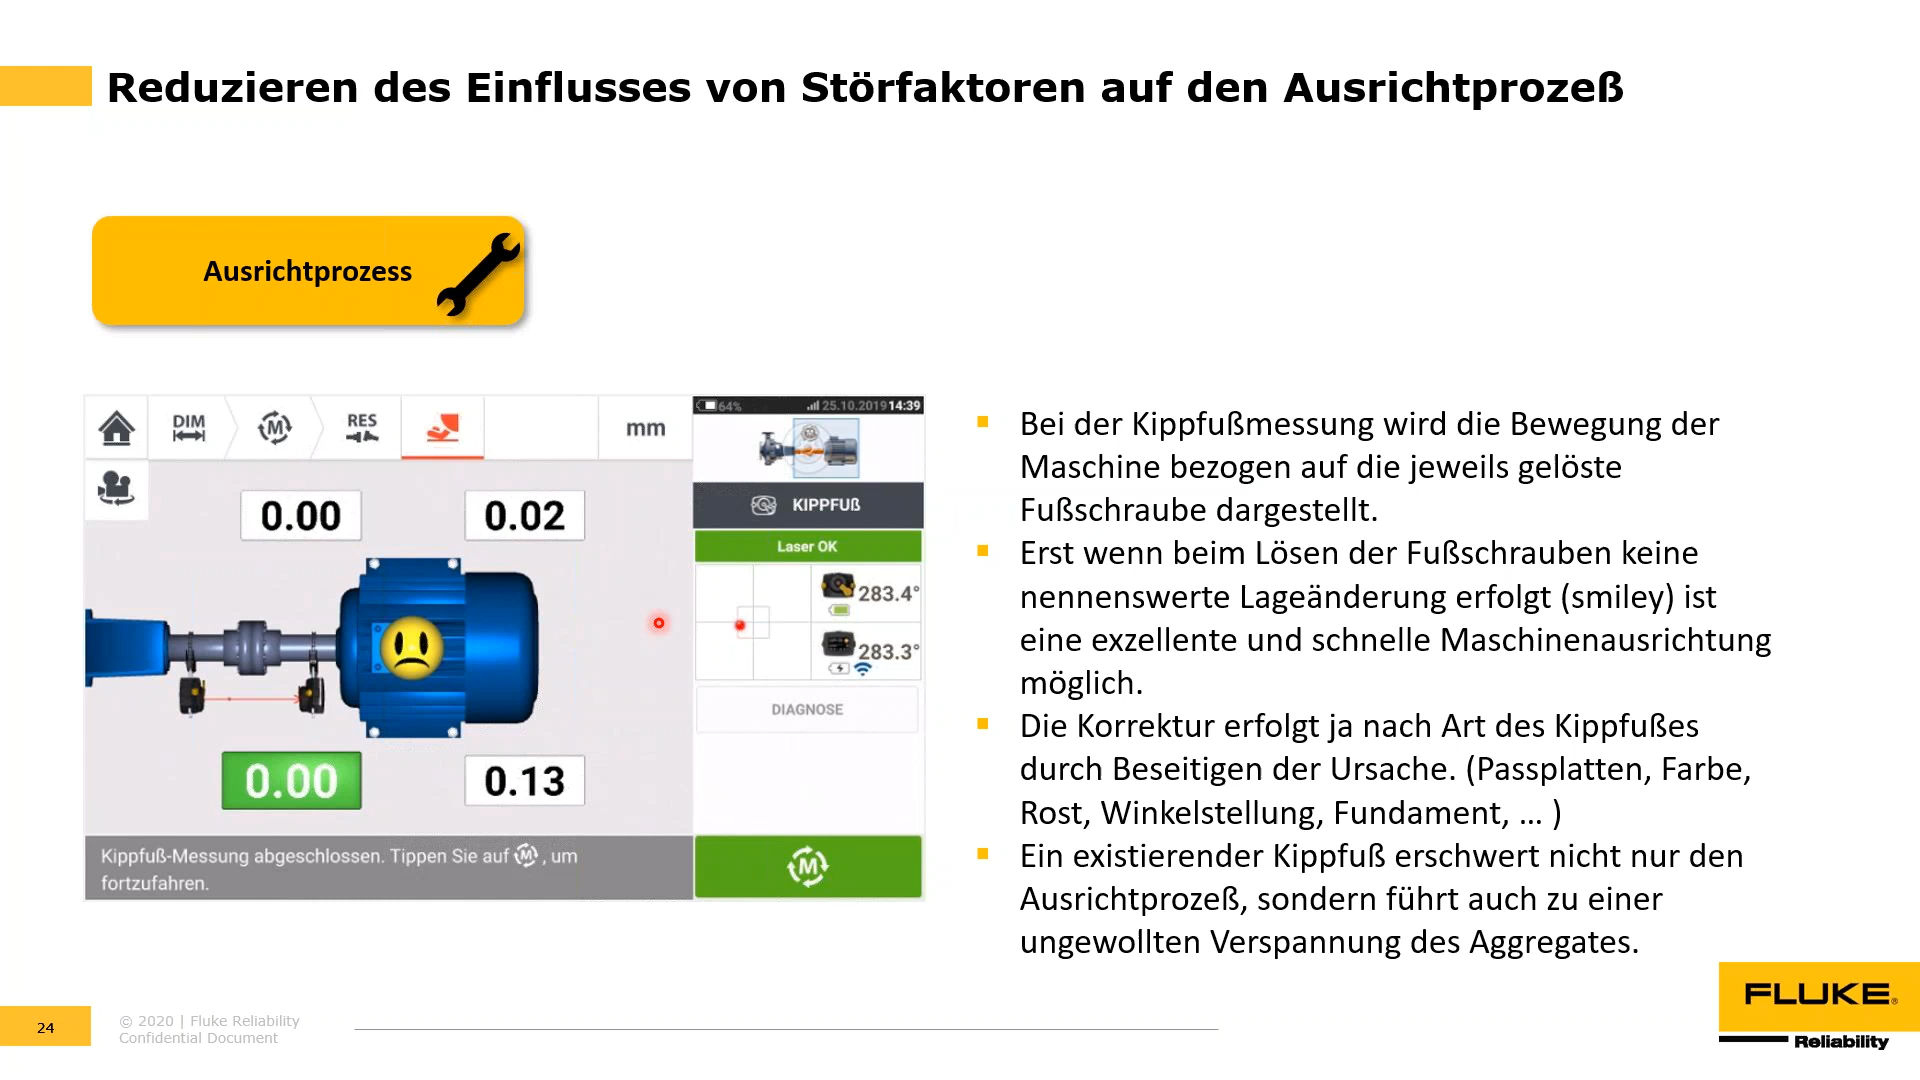 Reduzieren des Einflusses von Störfaktoren auf den Ausrichtprozeß
Ausrichtprozess
DIM
M
RES
mm
64%
25.10.2019 14:39
0.00
0.02
KIPPFUß
Laser OK
283.4°
283.3°
DIAGNOSE
0.00
0.13
Kippfuß-Messung abgeschlossen. Tippen Sie auf M , um
fortzufahren.
M
Bei der Kippfußmessung wird die Bewegung der
Maschine bezogen auf die jeweils gelöste
Fußschraube dargestellt.
Erst wenn beim Lösen der Fußschrauben keine
nennenswerte Lageänderung erfolgt (smiley) ist
eine exzellente und schnelle Maschinenausrichtung
möglich.
Die Korrektur erfolgt ja nach Art des Kippfußes
durch Beseitigen der Ursache. (Passplatten, Farbe,
Rost, Winkelstellung, Fundament, ... )
Ein existierender Kippfuß erschwert nicht nur den
Ausrichtprozeß, sondern führt auch zu einer
ungewollten Verspannung des Aggregates.
24
© 2020 | Fluke Reliability
Confidential Document
FLUKE®
Reliability